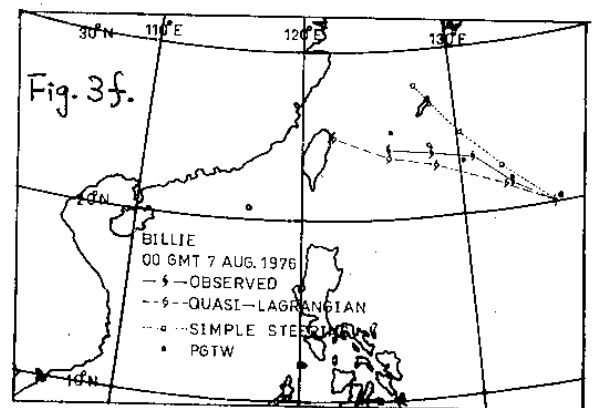 30°N 110°E 120°E 130°E
Fig. 3f.
20°N
BILLIE
00 GMT 7 AUG. 1976
OBSERVED
QUASI-LAGRANGIAN
SIMPLE STEERING
PGTW
10°N